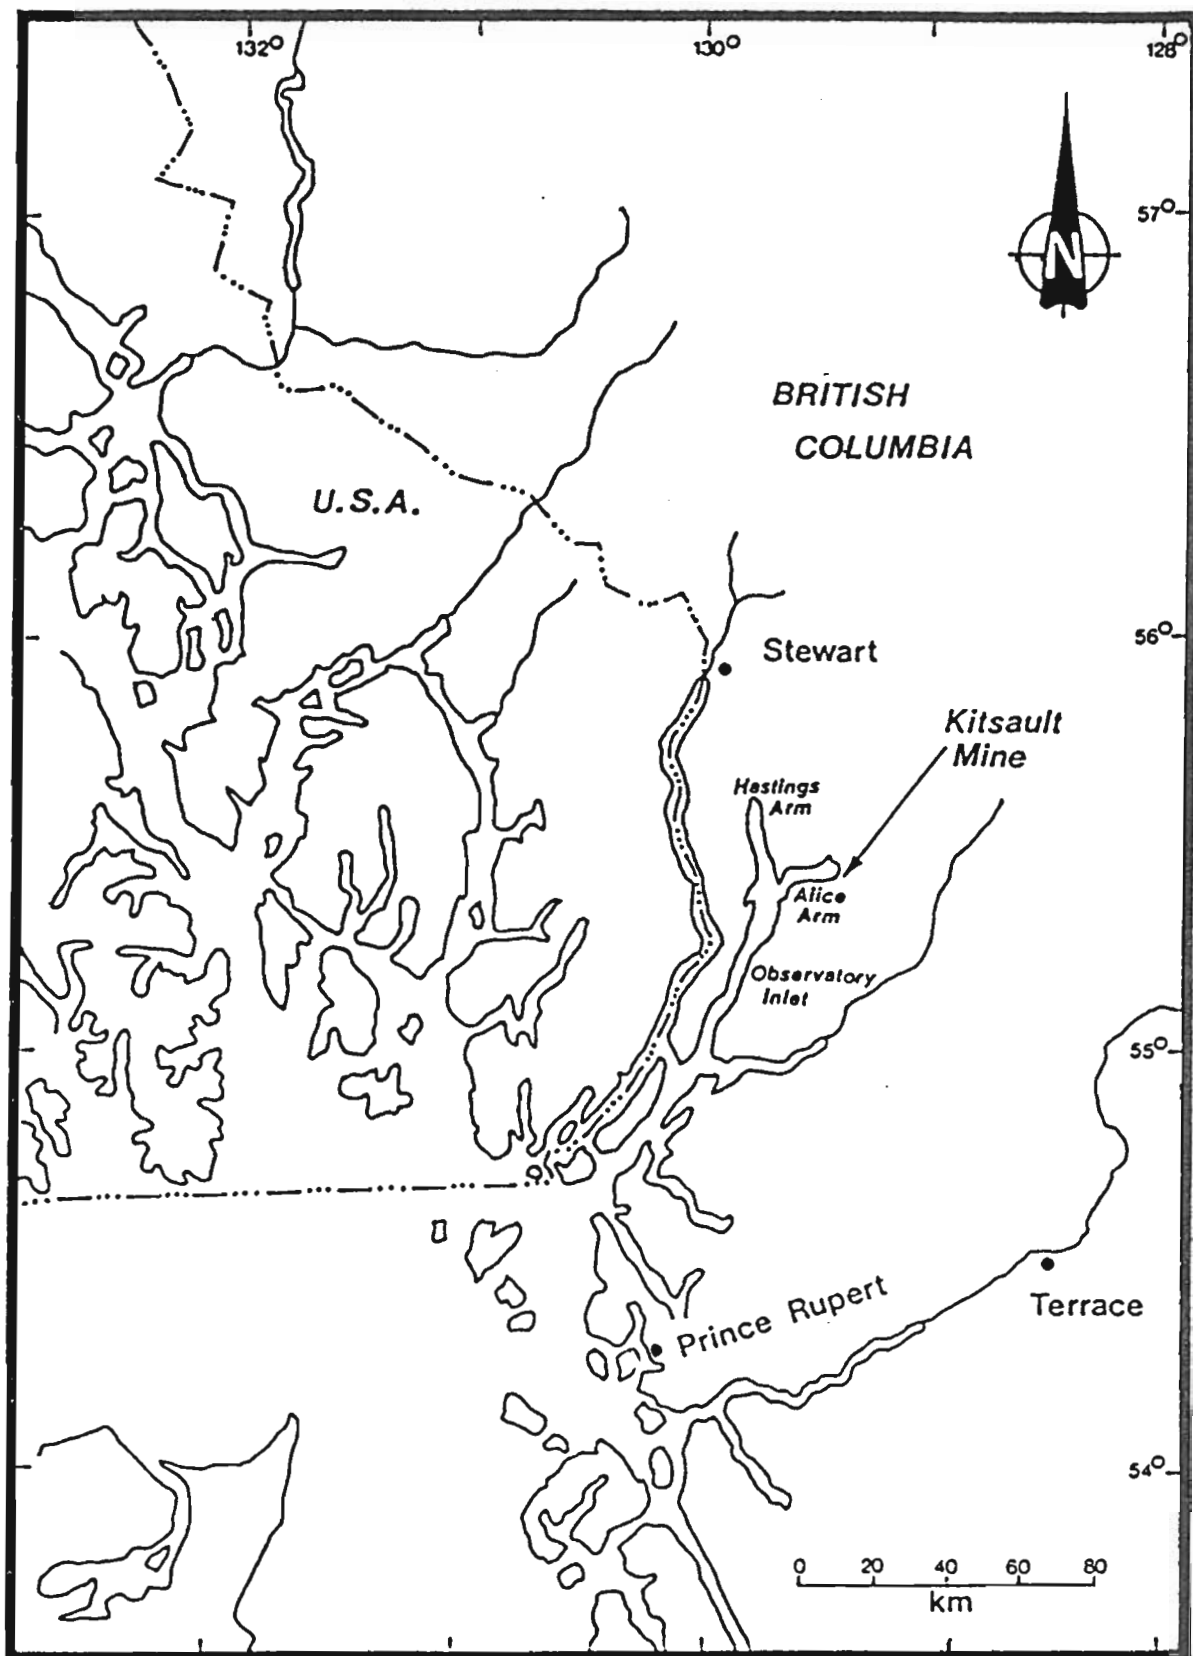 132° 130° 128°
57°
N
BRITISH
COLUMBIA
U.S.A.
56°
Stewart
Kitsault
Mine
Hastings
Arm
Alice
Arm
Observatory
Inlet
55°
Terrace
Prince Rupert
54°
0 20 40 60 80
km